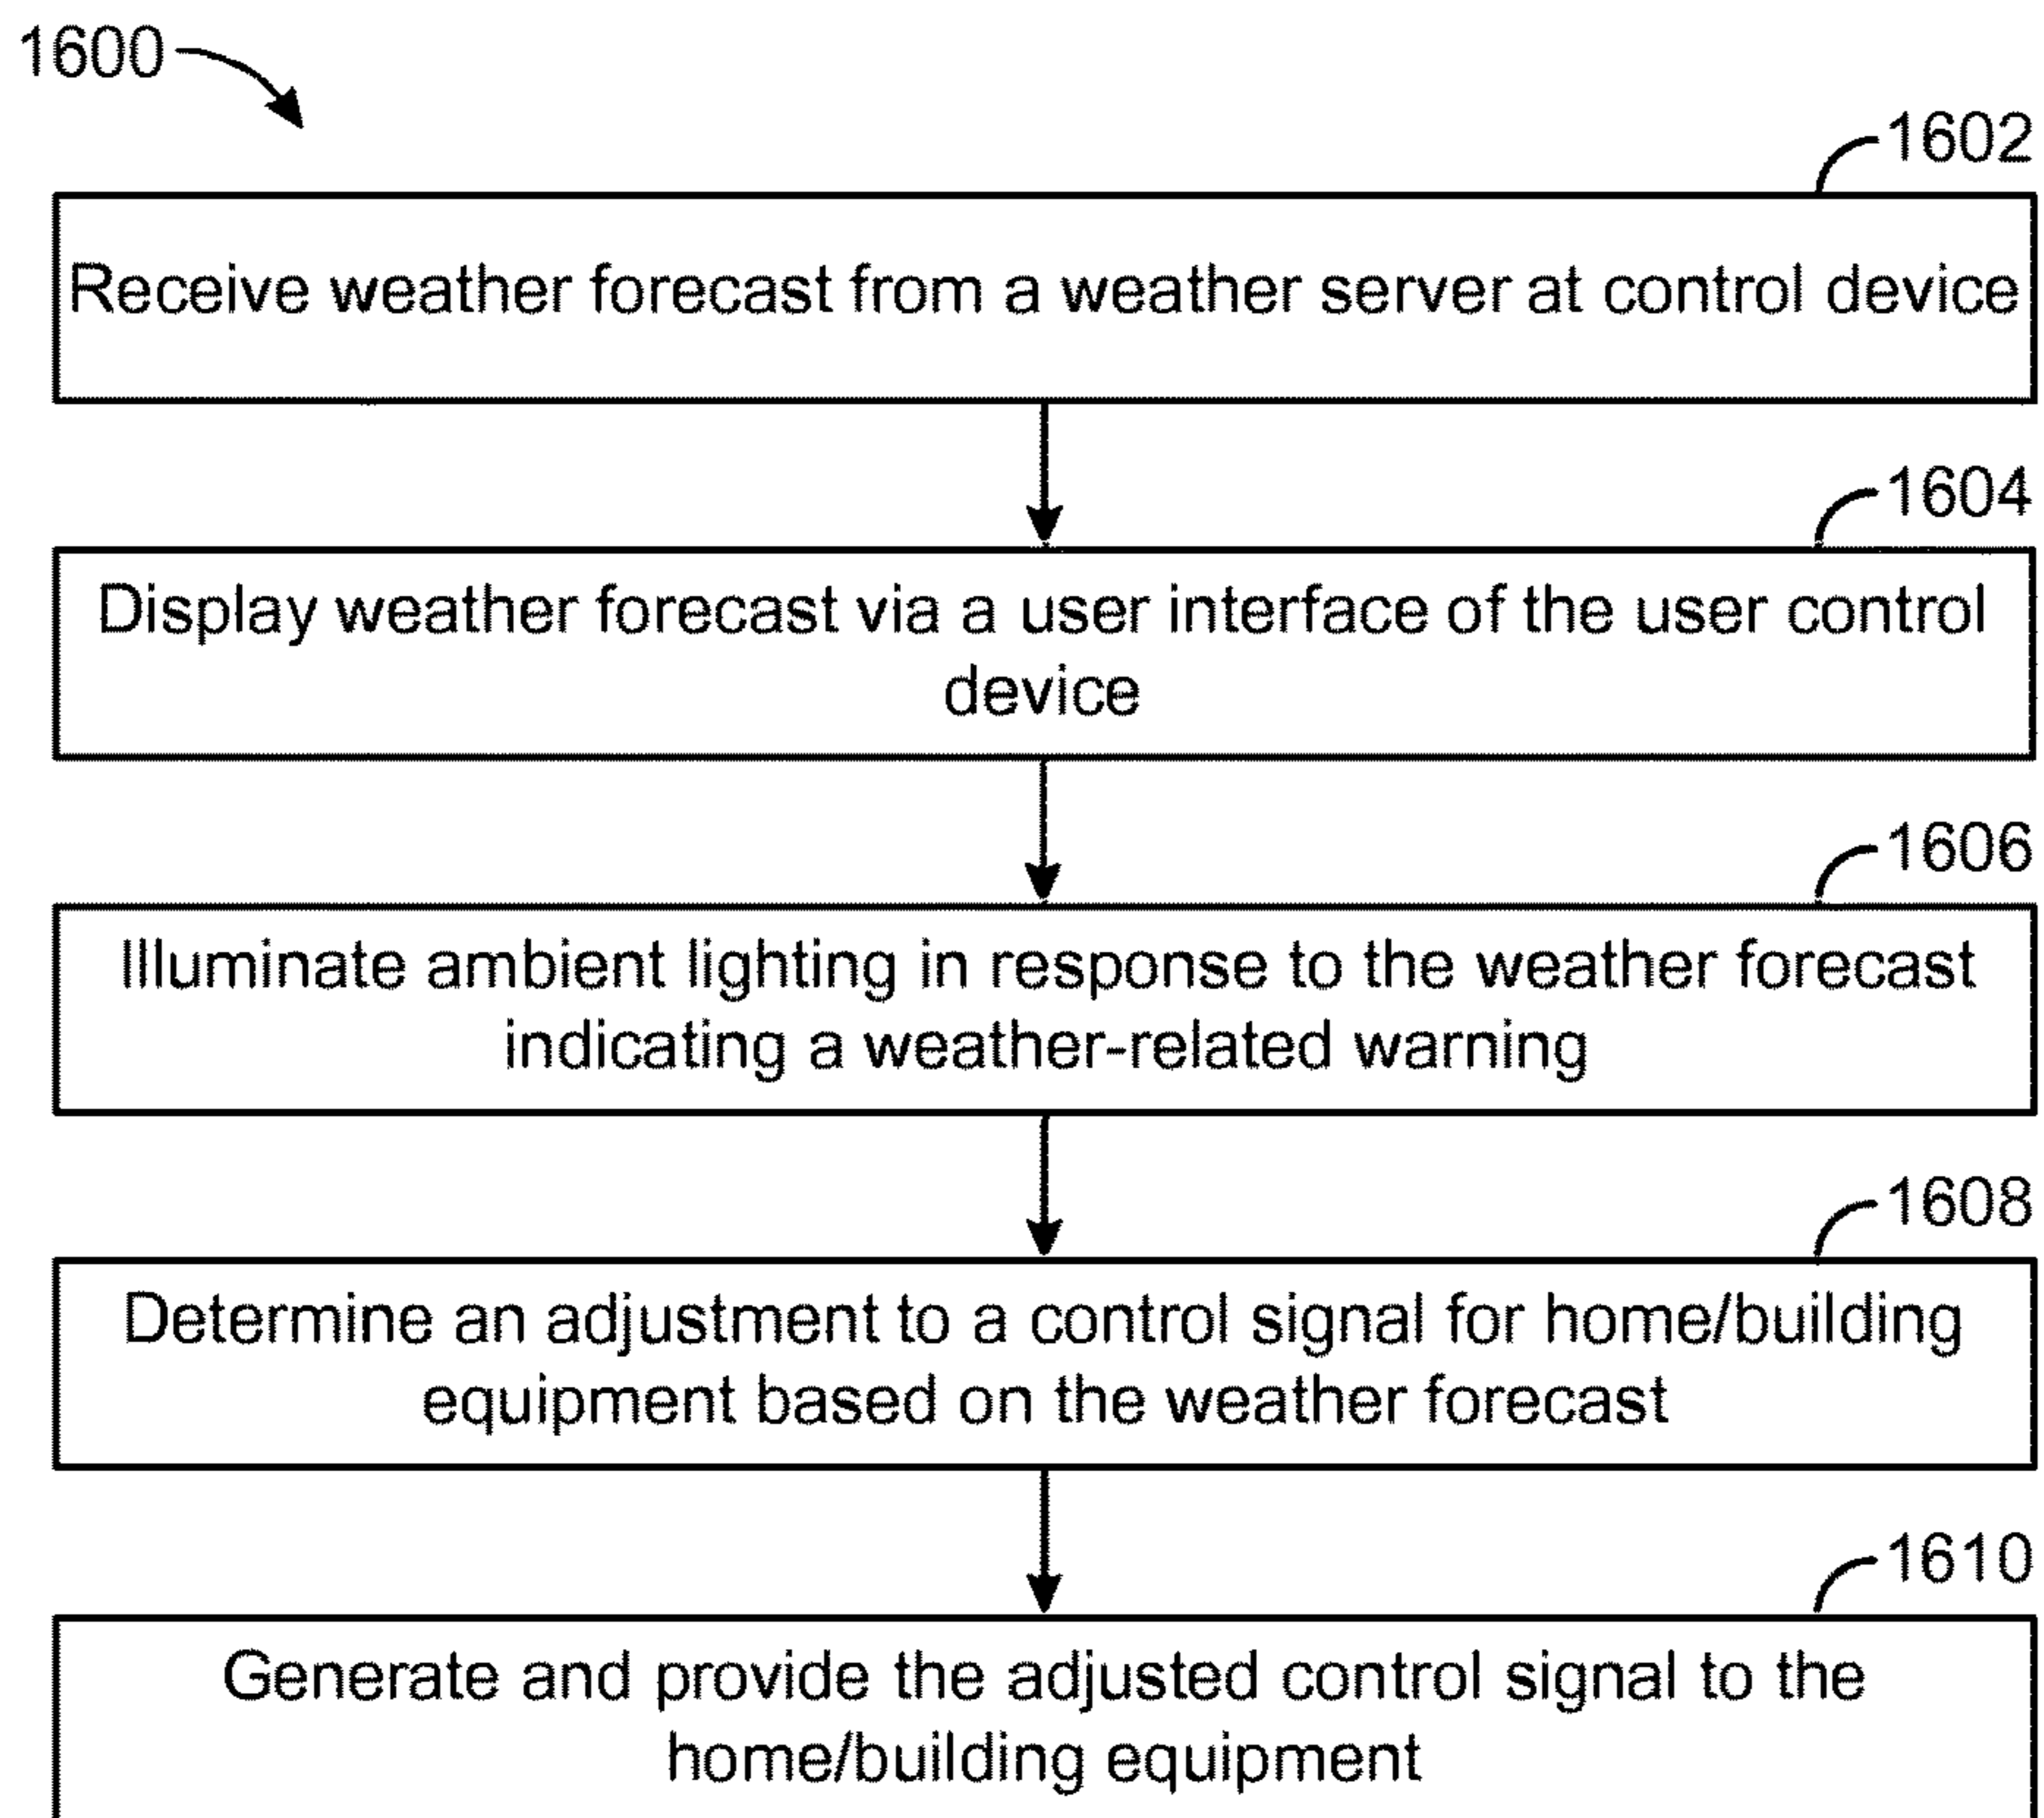 1600
1602
Receive weather forecast from a weather server at control device
1604
Display weather forecast via a user interface of the user control
device
1606
Illuminate ambient lighting in response to the weather forecast
indicating a weather-related warning
1608
Determine an adjustment to a control signal for home/building
equipment based on the weather forecast
1610
Generate and provide the adjusted control signal to the
home/building equipment